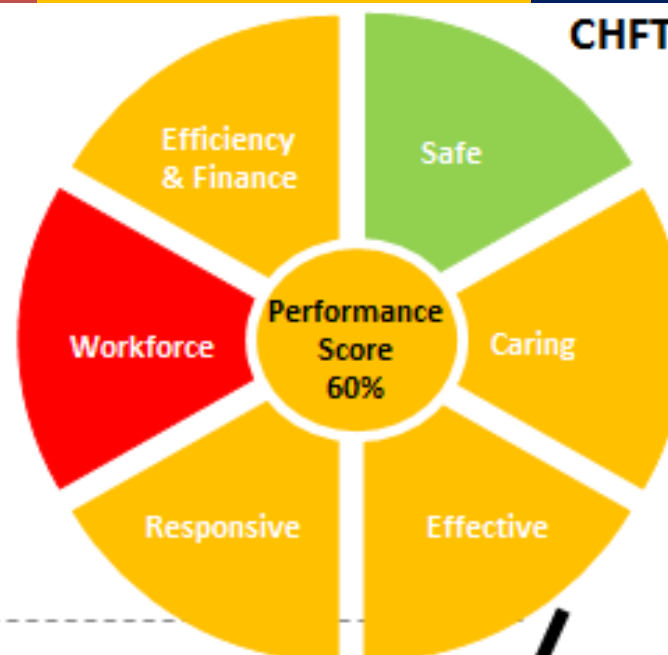 CHFT
Efficiency
& Finance
Safe
Performance
Score
60%
Workforce
Caring
Responsive
Effective